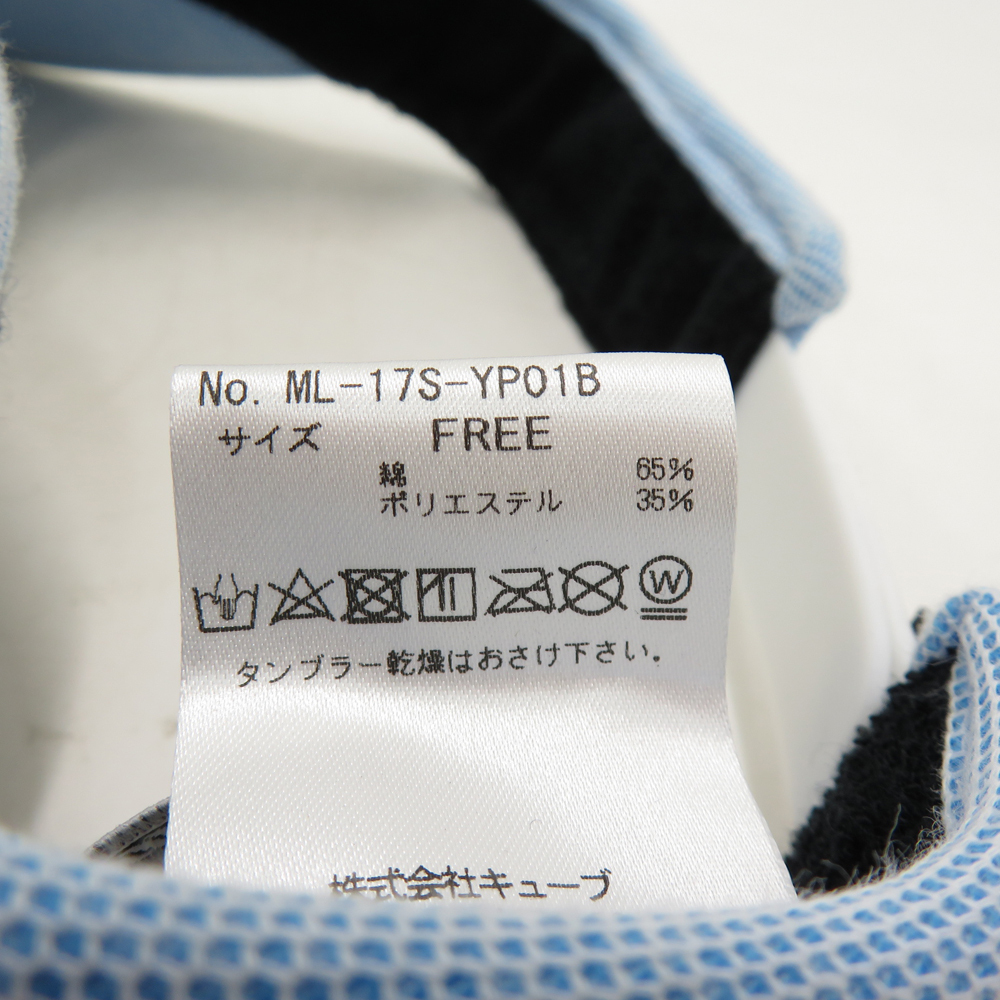 No. ML-17S-YP01B
サイズ FREE
綿 65%
ポリエステル 35%
W
タンブラー乾燥はおさけ下さい。
株式会社キューブ